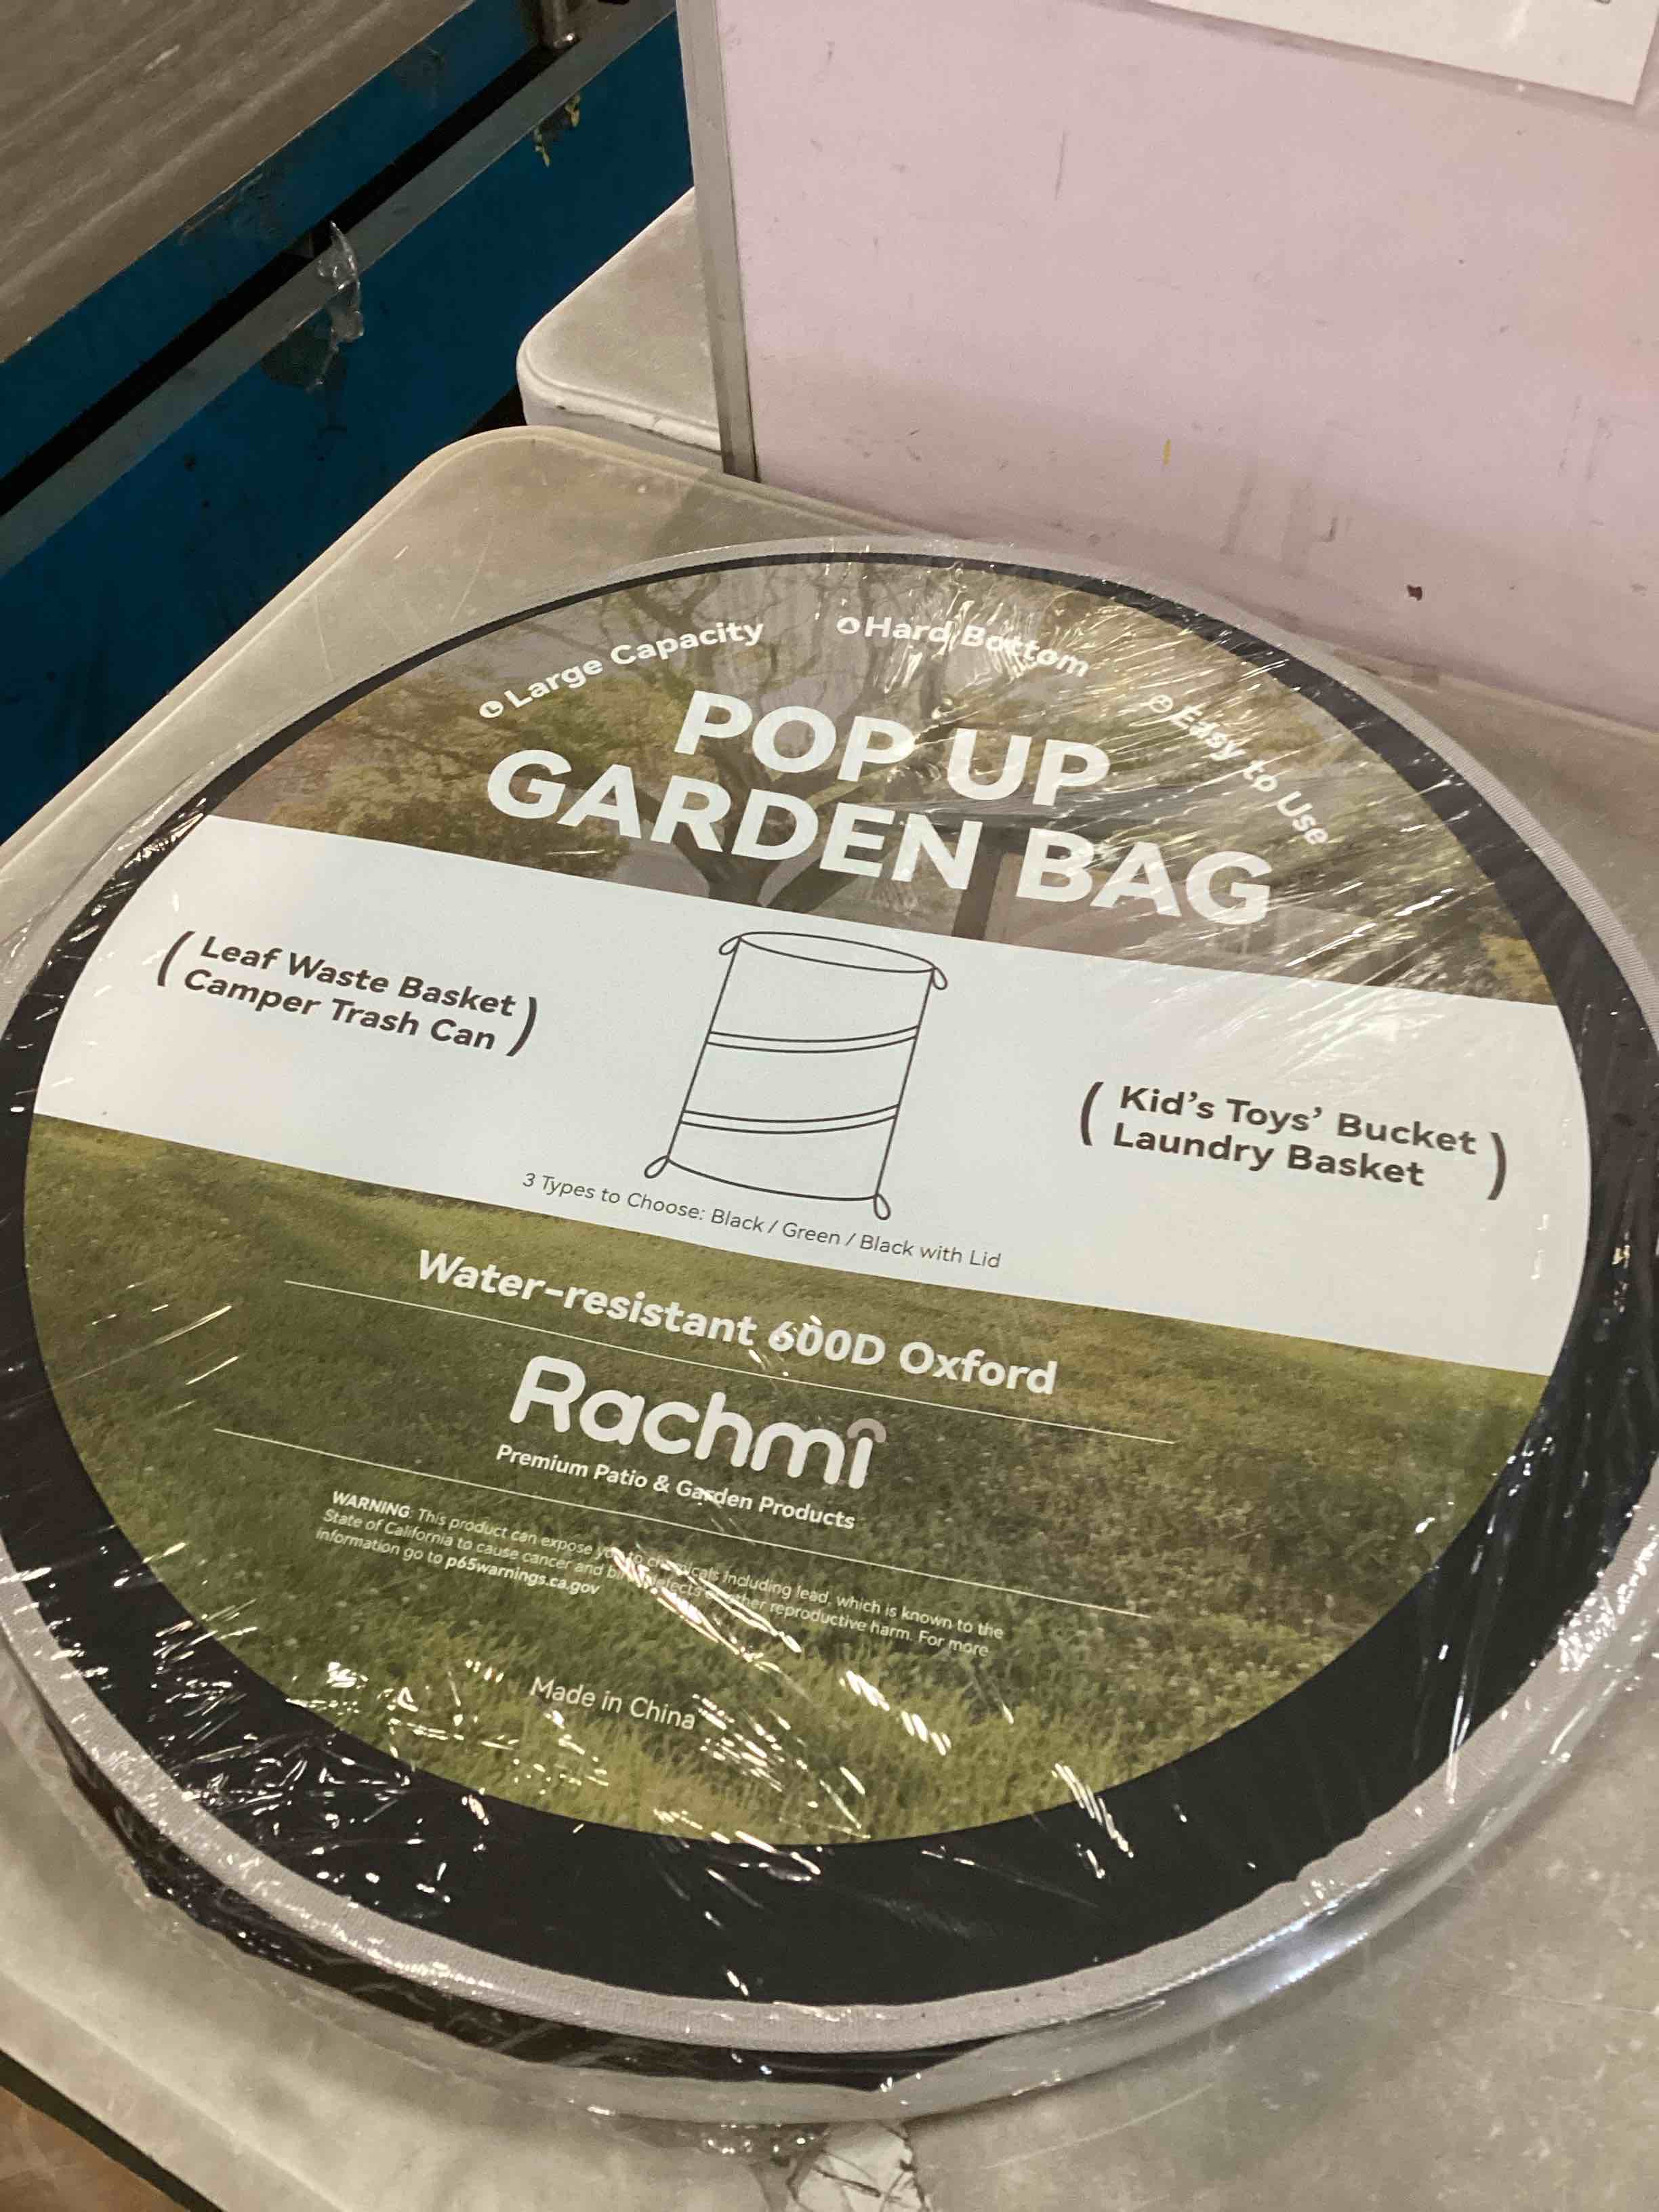 Large Capacity
Hard Bottom
Easy to Use
POP UP
GARDEN BAG
( Leaf Waste Basket
Camper Trash Can )
( Kid's Toys' Bucket
Laundry Basket )
3 Types to Choose: Black / Green / Black with Lid
Water-resistant 600D Oxford
Rachmi
Premium Patio & Garden Products
WARNING: This product can expose you to chemicals including lead, which is known to the
State of California to cause cancer and birth defects or other reproductive harm. For more
information go to p65warnings.ca.gov
Made in China